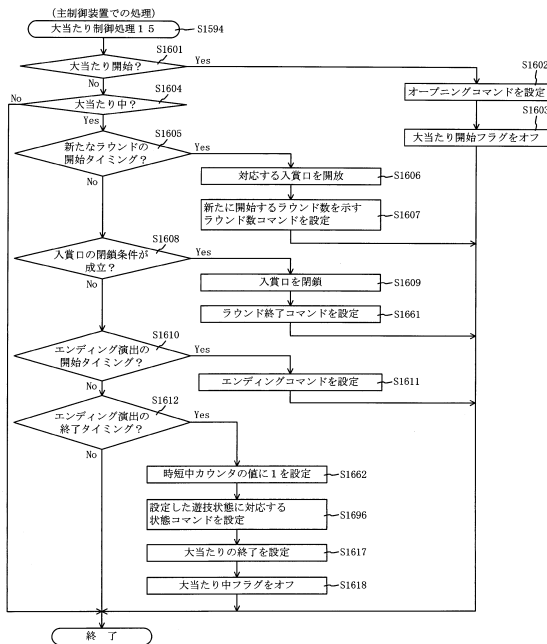 (主制御装置での処理)
大当たり制御処理15
S1594
S1601
大当たり開始?
Yes
No
S1602
オープニングコマンドを設定
S1603
大当たり開始フラグをオフ
S1604
No
大当たり中?
Yes
S1605
新たなラウンドの
開始タイミング?
Yes
No
対応する入賞口を開放
S1606
新たに開始するラウンド数を示す
ラウンド数コマンドを設定
S1607
S1608
入賞口の閉鎖条件が
成立?
Yes
No
入賞口を閉鎖
S1609
ラウンド終了コマンドを設定
S1661
S1610
エンディング演出の
開始タイミング?
Yes
No
エンディングコマンドを設定
S1611
S1612
エンディング演出の
終了タイミング?
Yes
No
時短中カウンタの値に1を設定
S1662
設定した遊技状態に対応する
状態コマンドを設定
S1696
大当たりの終了を設定
S1617
大当たり中フラグをオフ
S1618
終 了